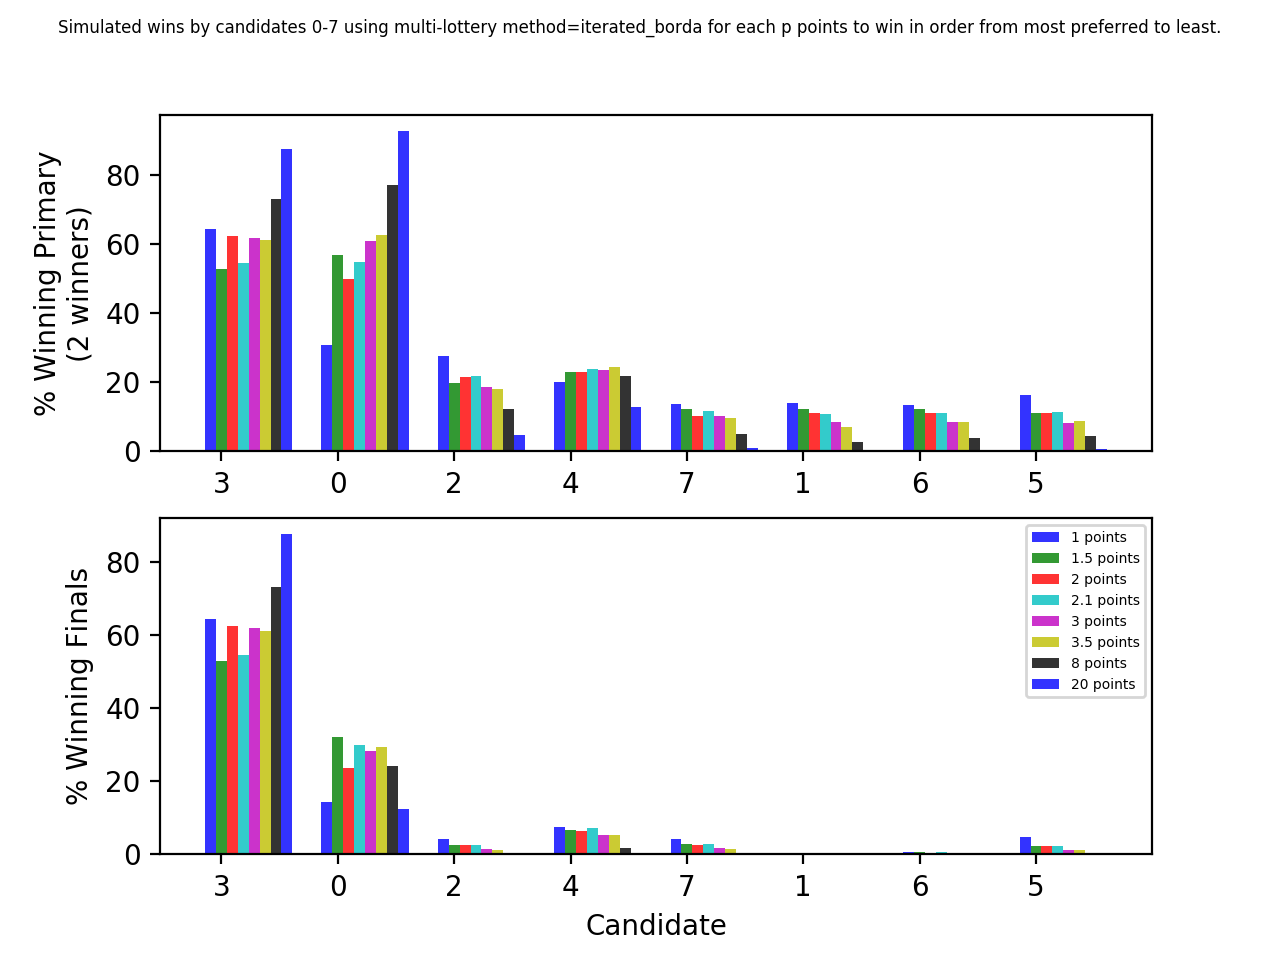 Simulated wins by candidates 0-7 using multi-lottery method=iterated_borda for each p points to win in order from most preferred to least.
% Winning Primary
(2 winners)
80
60
40
20
0
3 0 2 4 7 1 6 5
% Winning Finals
80
60
40
20
0
1 points
1.5 points
2 points
2.1 points
3 points
3.5 points
8 points
20 points
3 0 2 4 7 1 6 5
Candidate